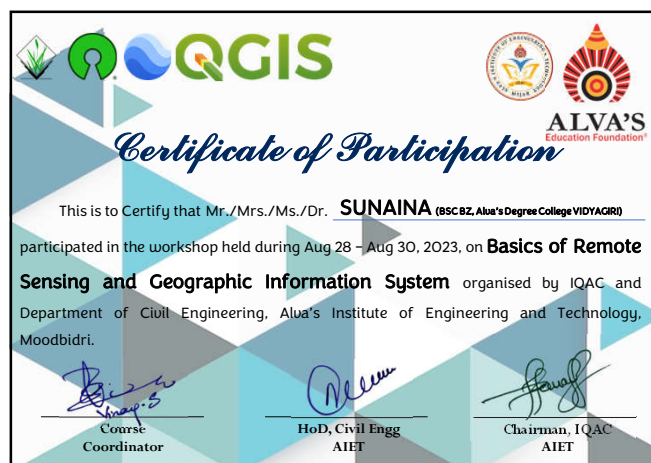 QGIS
ALVA'S
Education Foundation®
Certificate of Participation
This is to Certify that Mr./Mrs./Ms./Dr. SUNAINA (BSC BZ, Alva's Degree College VIDYAGIRI)
participated in the workshop held during Aug 28 – Aug 30, 2023, on Basics of Remote
Sensing and Geographic Information System organised by IQAC and
Department of Civil Engineering, Alva's Institute of Engineering and Technology,
Moodbidri.
Vinay.S
Course
Coordinator
HoD, Civil Engg
AIET
Chairman, IQAC
AIET